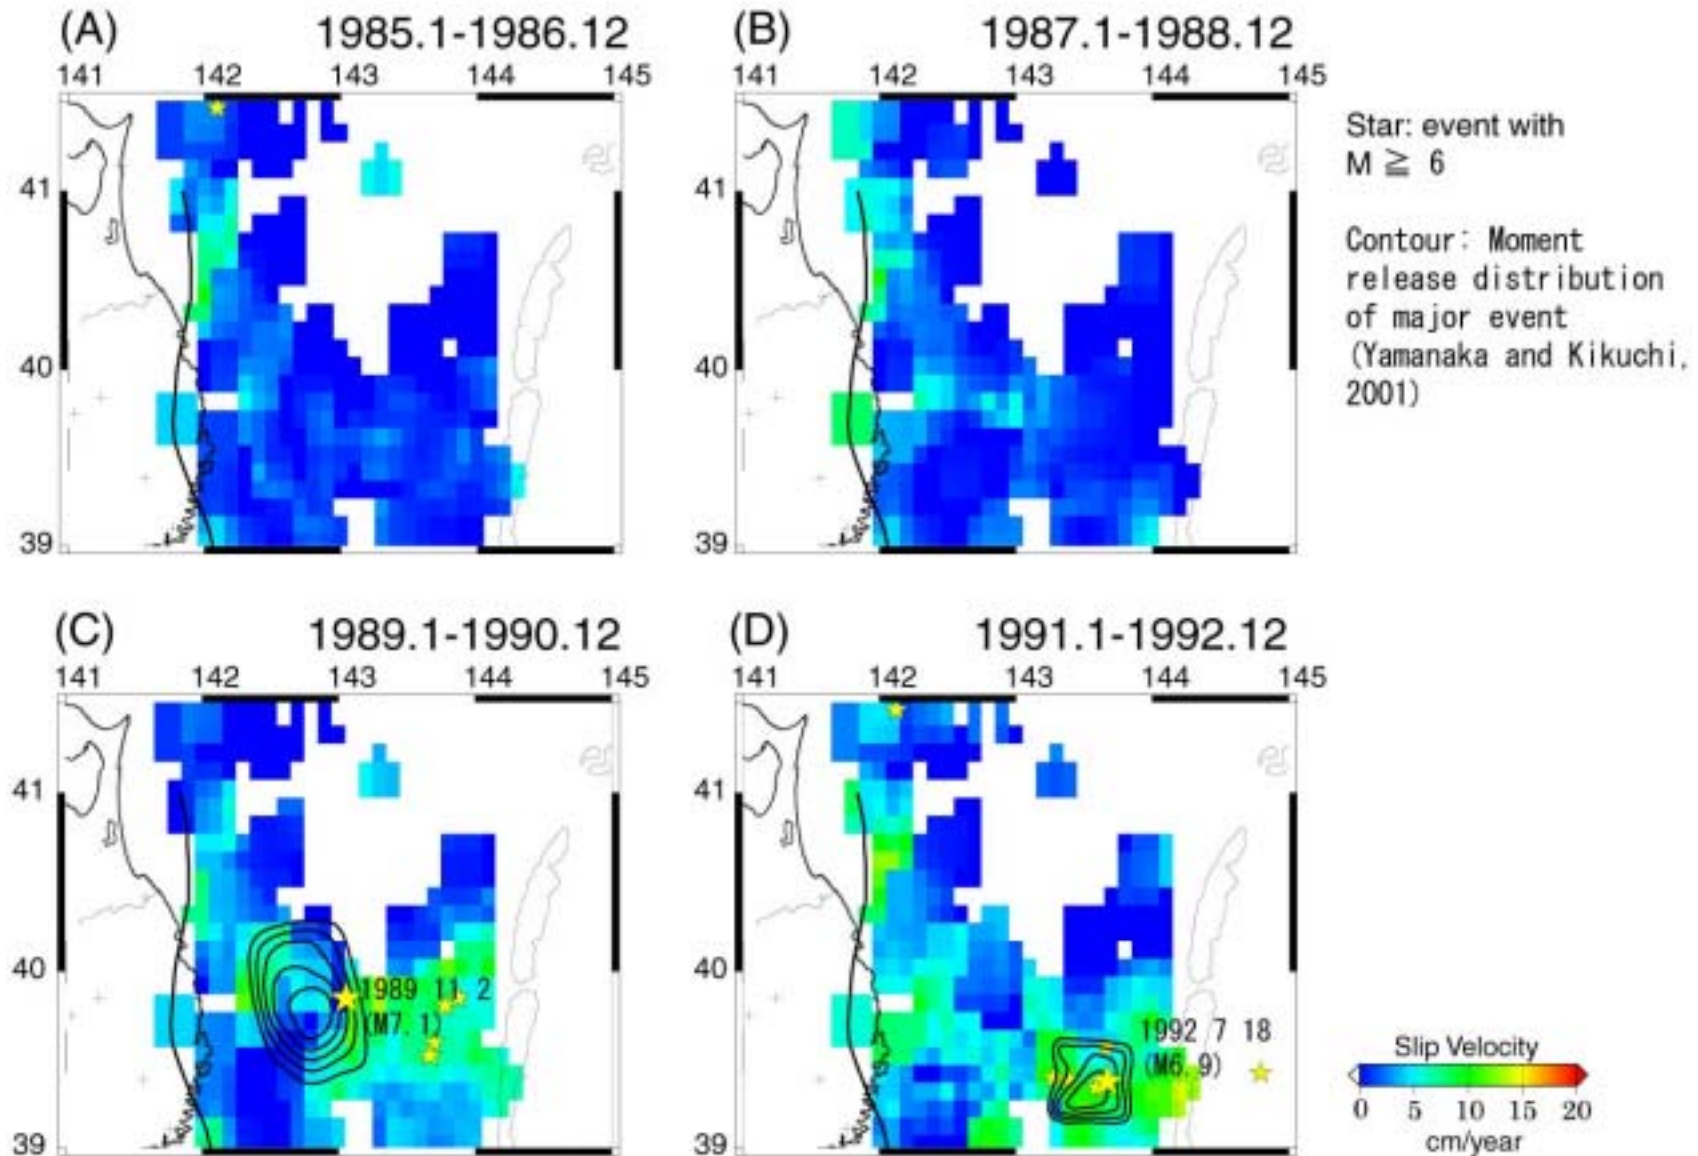 (A) 1985.1-1986.12
141 142 143 144 145
41
40
39
(B) 1987.1-1988.12
141 142 143 144 145
41
40
39
Star: event with
M ≧ 6
Contour: Moment
release distribution
of major event
(Yamanaka and Kikuchi,
2001)
(C) 1989.1-1990.12
141 142 143 144 145
41
40
39
1989 11 2
(M7.1)
(D) 1991.1-1992.12
141 142 143 144 145
41
40
39
1992 7 18
(M6.9)
Slip Velocity
0 5 10 15 20
cm/year